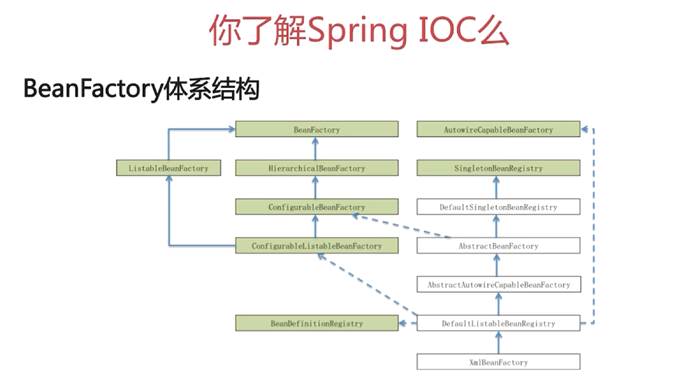 你了解Spring IOC么
BeanFactory体系结构
BeanFactory
AutowireCapableBeanFactory
ListableBeanFactory
HierarchicalBeanFactory
SingletonBeanRegistry
ConfigurableBeanFactory
DefaultSingletonBeanRegistry
ConfigurableListableBeanFactory
AbstractBeanFactory
AbstractAutowireCapableBeanFactory
BeanDefinitionRegistry
DefaultListableBeanRegistry
XmlBeanFactory